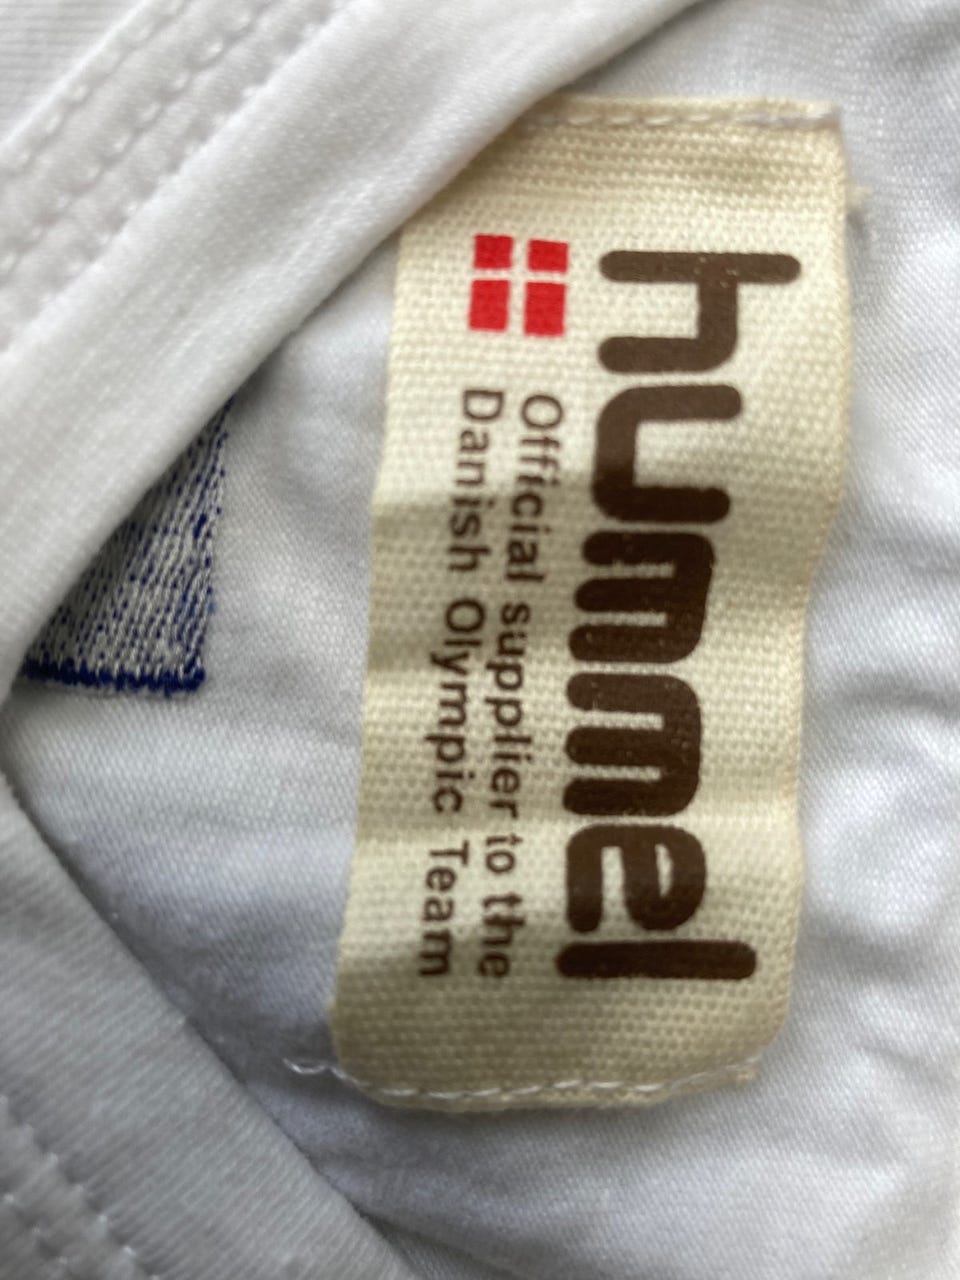 hummel
Official supplier to the
Danish Olympic Team